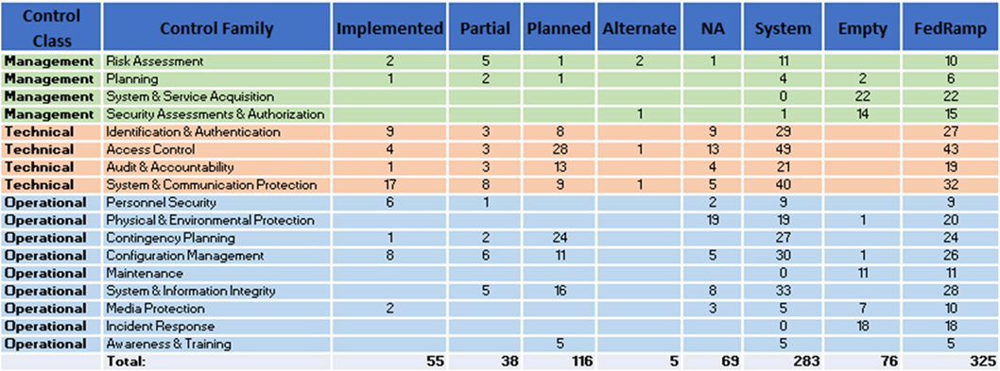 Control Class Control Family Implemented Partial Planned Alternate NA System Empty FedRamp
Management Risk Assessment 2 5 1 2 1 11 10
Management Planning 1 2 1 4 2 6
Management System & Service Acquisition 0 22 22
Management Security Assessments & Authorization 1 1 14 15
Technical Identification & Authentication 9 3 8 9 29 27
Technical Access Control 4 3 28 1 13 49 43
Technical Audit & Accountability 1 3 13 4 21 19
Technical System & Communication Protection 17 8 9 1 5 40 32
Operational Personnel Security 6 1 2 9 9
Operational Physical & Environmental Protection 19 19 1 20
Operational Contingency Planning 1 2 24 27 24
Operational Configuration Management 8 6 11 5 30 1 26
Operational Maintenance 0 11 11
Operational System & Information Integrity 5 16 8 33 28
Operational Media Protection 2 3 5 7 10
Operational Incident Response 0 18 18
Operational Awareness & Training 5 5 5
Total: 55 38 116 5 69 283 76 325